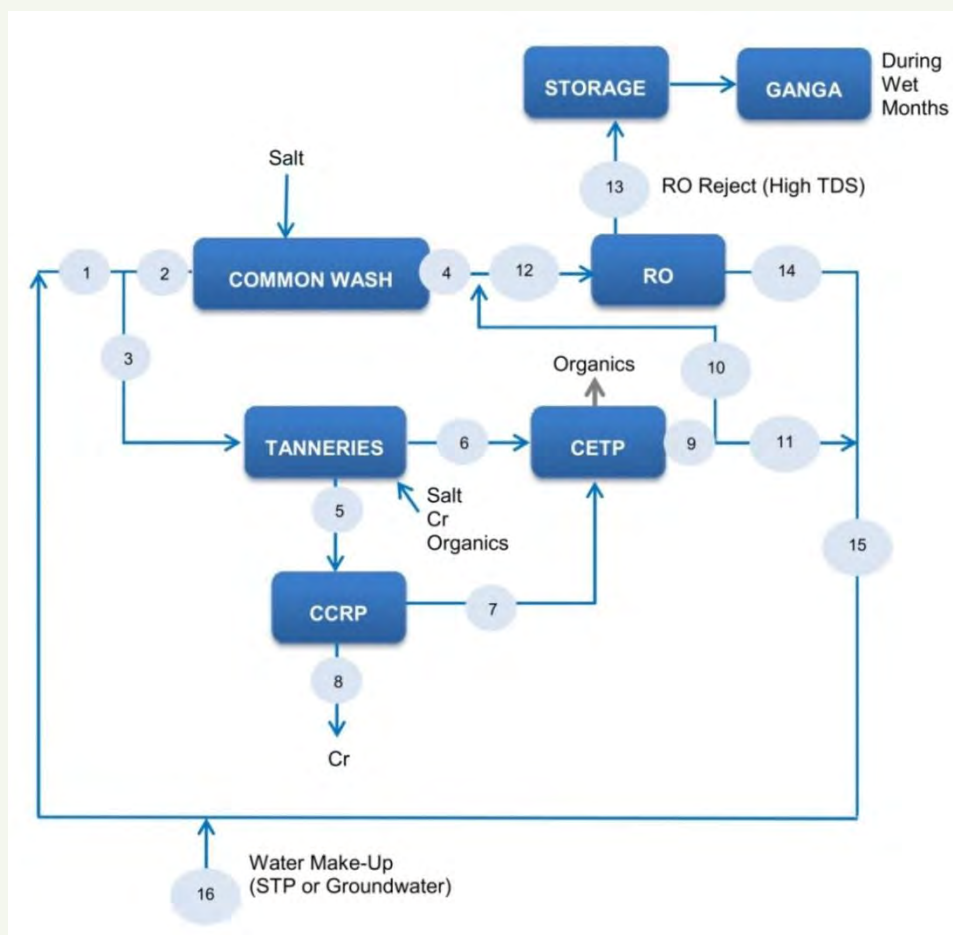 STORAGE
GANGA
During
Wet
Months
Salt
13
RO Reject (High TDS)
1
2
COMMON WASH
4
12
RO
14
3
Organics
10
TANNERIES
6
CETP
9
11
5
Salt
Cr
Organics
15
CCRP
7
8
Cr
Water Make-Up
(STP or Groundwater)
16